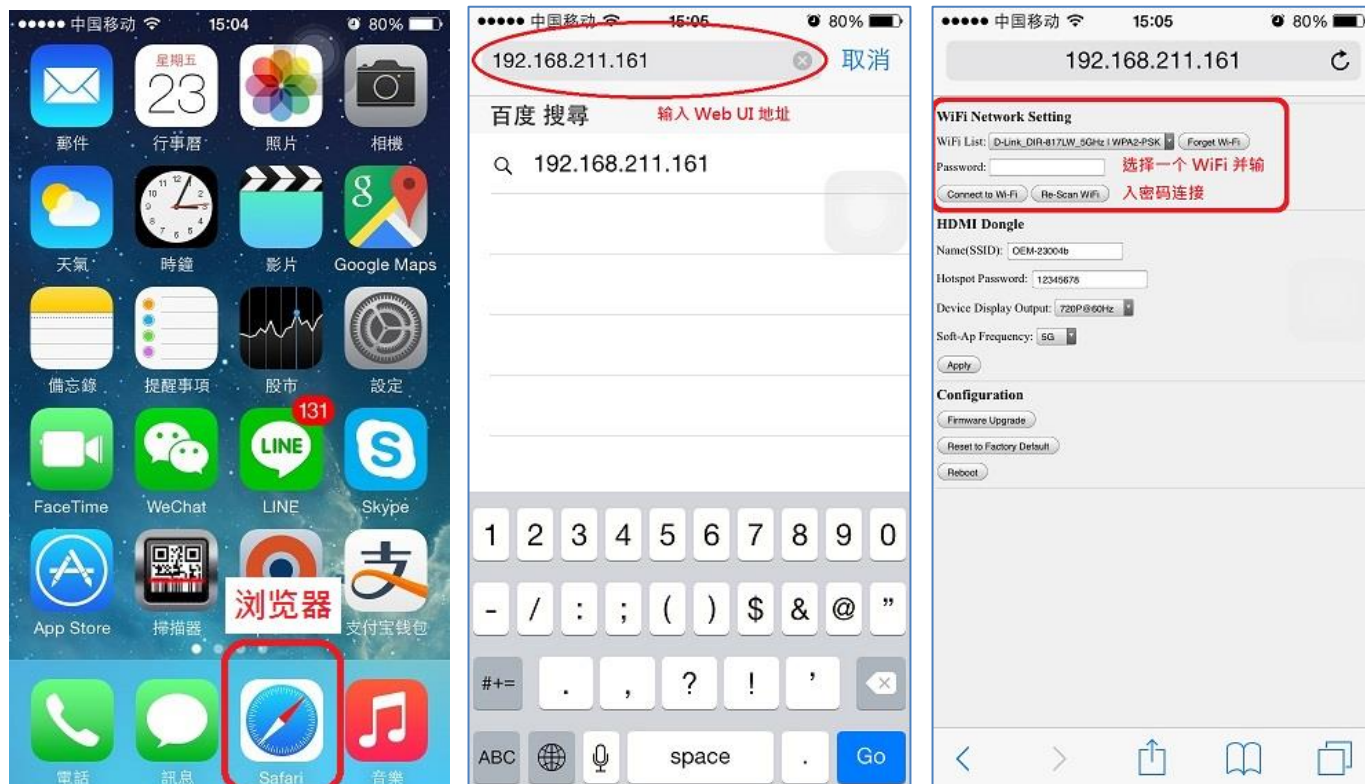 中国移动 15:04 80%
星期五
23
郵件 行事曆 照片 相機
天氣 時鐘 影片 Google Maps
備忘錄 提醒事項 股市 設定
131
LINE
FaceTime WeChat LINE Skype
支
浏览器
App Store 掃描器 支付宝钱包
電話 訊息 Safari 音樂
中国移动 15:05 80%
192.168.211.161 取消
百度 搜尋 输入 Web UI 地址
192.168.211.161
1 2 3 4 5 6 7 8 9 0
- / : ; ( ) $ & @ ”
#+= . , ? ! ’
ABC space . Go
中国移动 15:05 80%
192.168.211.161
WiFi Network Setting
WiFi List: D-Link_DIR-817LW_5GHz | WPA2-PSK Forget Wi-Fi
Password: 选择一个 WiFi 并输
Connect to Wi-Fi Re-Scan WiFi 入密码连接
HDMI Dongle
Name(SSID): OEM-23004b
Hotspot Password: 12345678
Device Display Output: 720P@60Hz
Soft-Ap Frequency: 5G
Apply
Configuration
Firmware Upgrade
Reset to Factory Default
Reboot